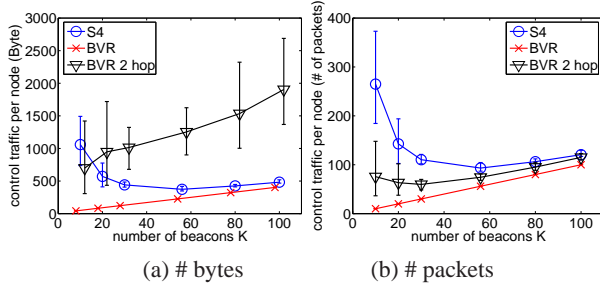 control traffic per node (Byte)
3000
2500
2000
1500
1000
500
0
0 20 40 60 80 100
number of beacons K
S4
BVR
BVR 2 hop
(a) # bytes
control traffic per node (# of packets)
400
300
200
100
0
0 20 40 60 80 100
number of beacons K
S4
BVR
BVR 2 hop
(b) # packets